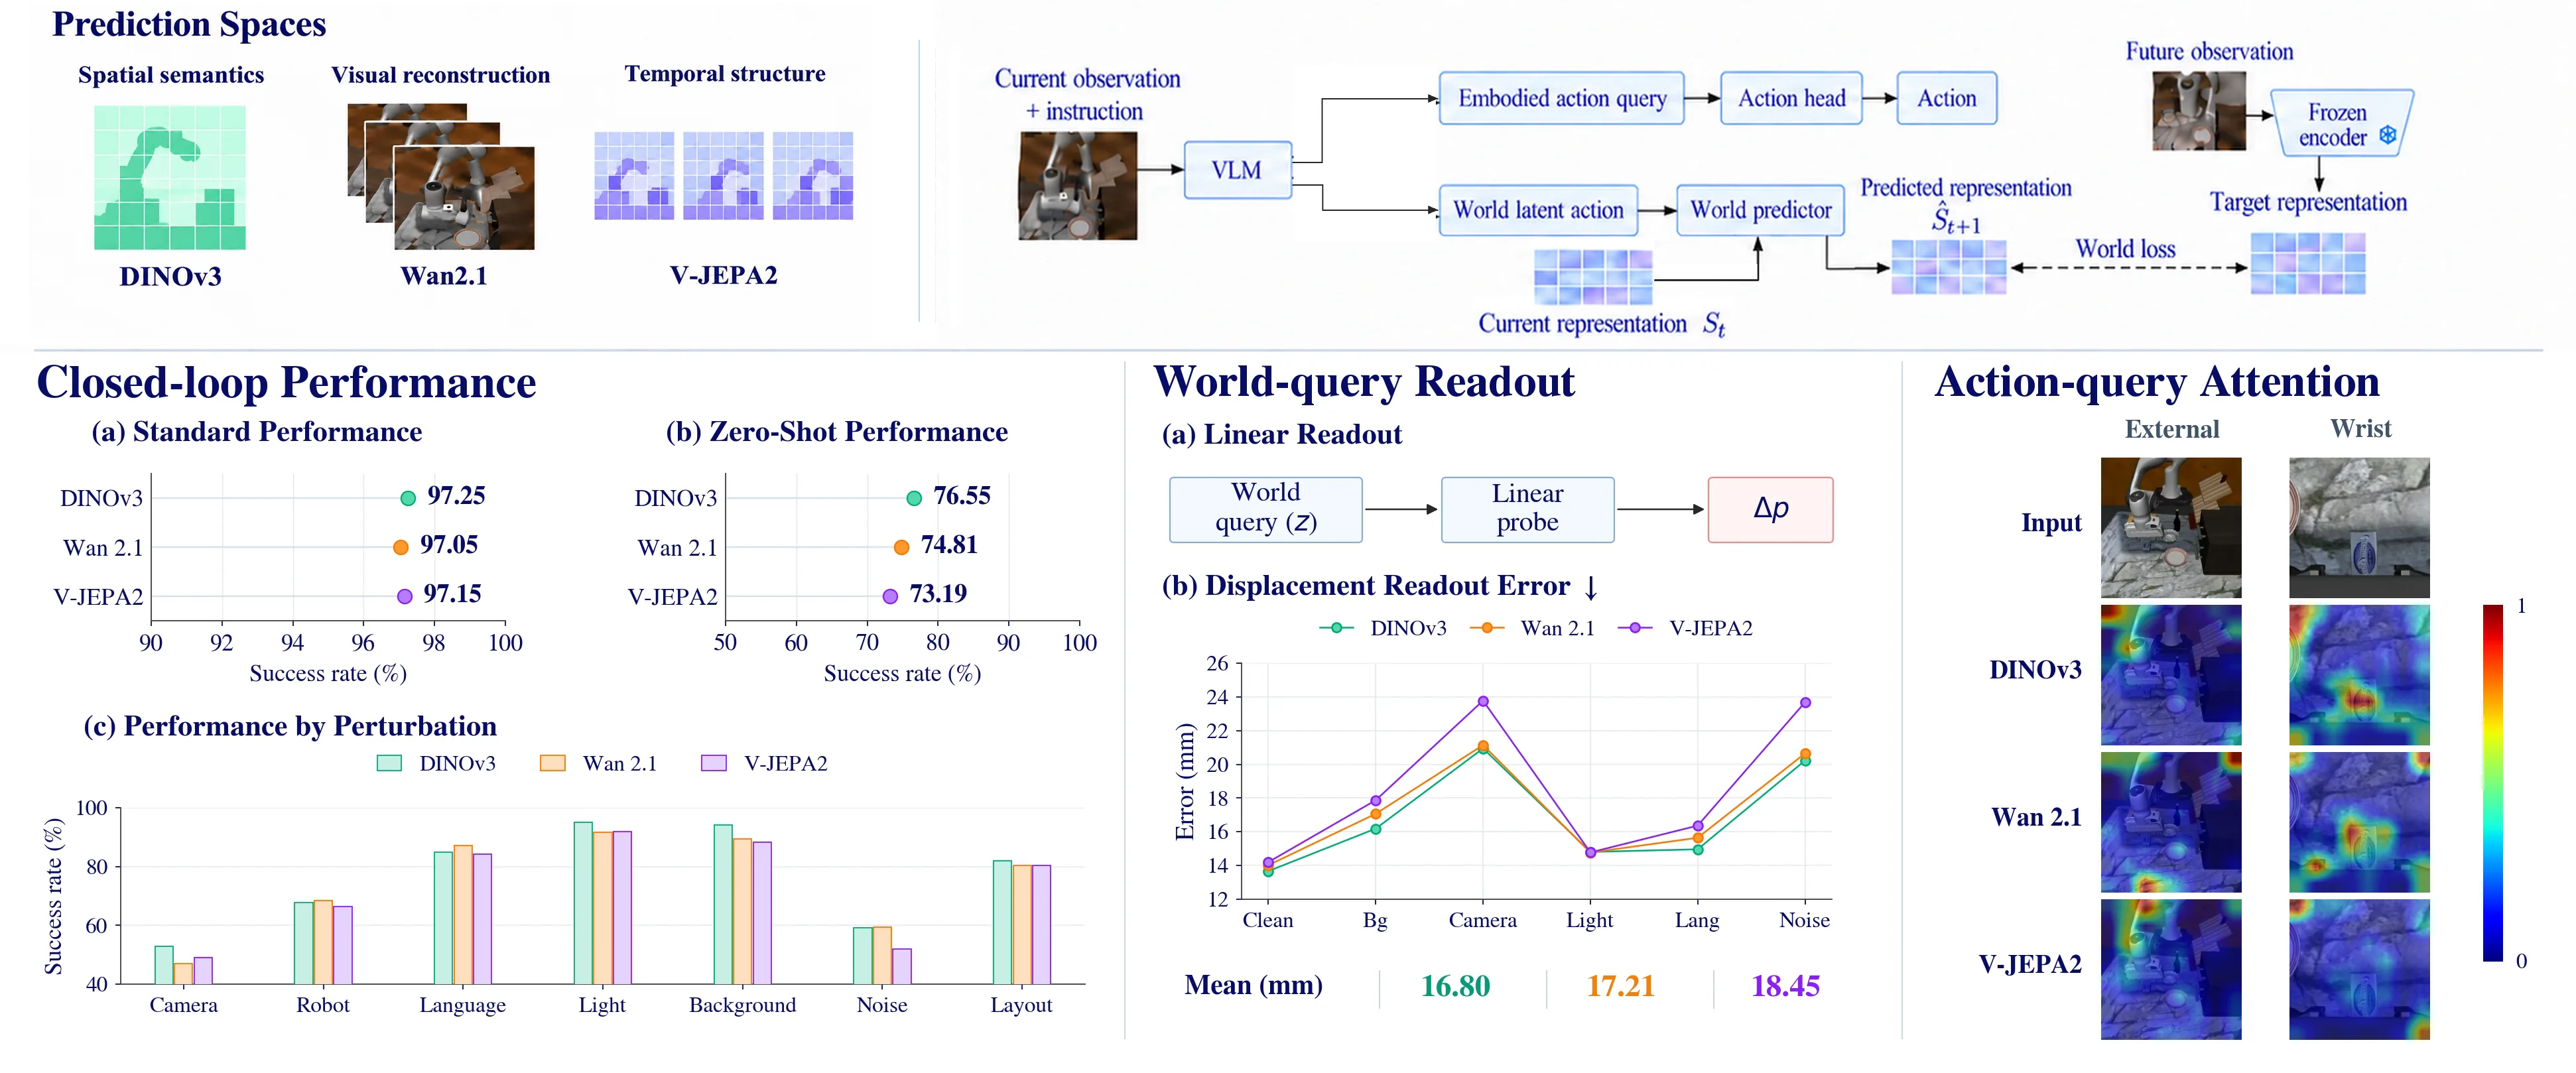 Prediction Spaces
Spatial semantics
Visual reconstruction
Temporal structure
DINOv3
Wan2.1
V-JEPA2
Current observation
+ instruction
VLM
Embodied action query
Action head
Action
World latent action
World predictor
Current representation S_t
Predicted representation
Ŝ_{t+1}
World loss
Future observation
Frozen
encoder
Target representation
Closed-loop Performance
(a) Standard Performance
DINOv3
97.25
Wan 2.1
97.05
V-JEPA2
97.15
90 92 94 96 98 100
Success rate (%)
(b) Zero-Shot Performance
DINOv3
76.55
Wan 2.1
74.81
V-JEPA2
73.19
50 60 70 80 90 100
Success rate (%)
(c) Performance by Perturbation
DINOv3 Wan 2.1 V-JEPA2
Success rate (%)
100
80
60
40
Camera Robot Language Light Background Noise Layout
World-query Readout
(a) Linear Readout
World
query (z)
Linear
probe
Δp
(b) Displacement Readout Error ↓
DINOv3 Wan 2.1 V-JEPA2
Error (mm)
26
24
22
20
18
16
14
12
Clean Bg Camera Light Lang Noise
Mean (mm) 16.80 17.21 18.45
Action-query Attention
External Wrist
Input
DINOv3
Wan 2.1
V-JEPA2
1
0